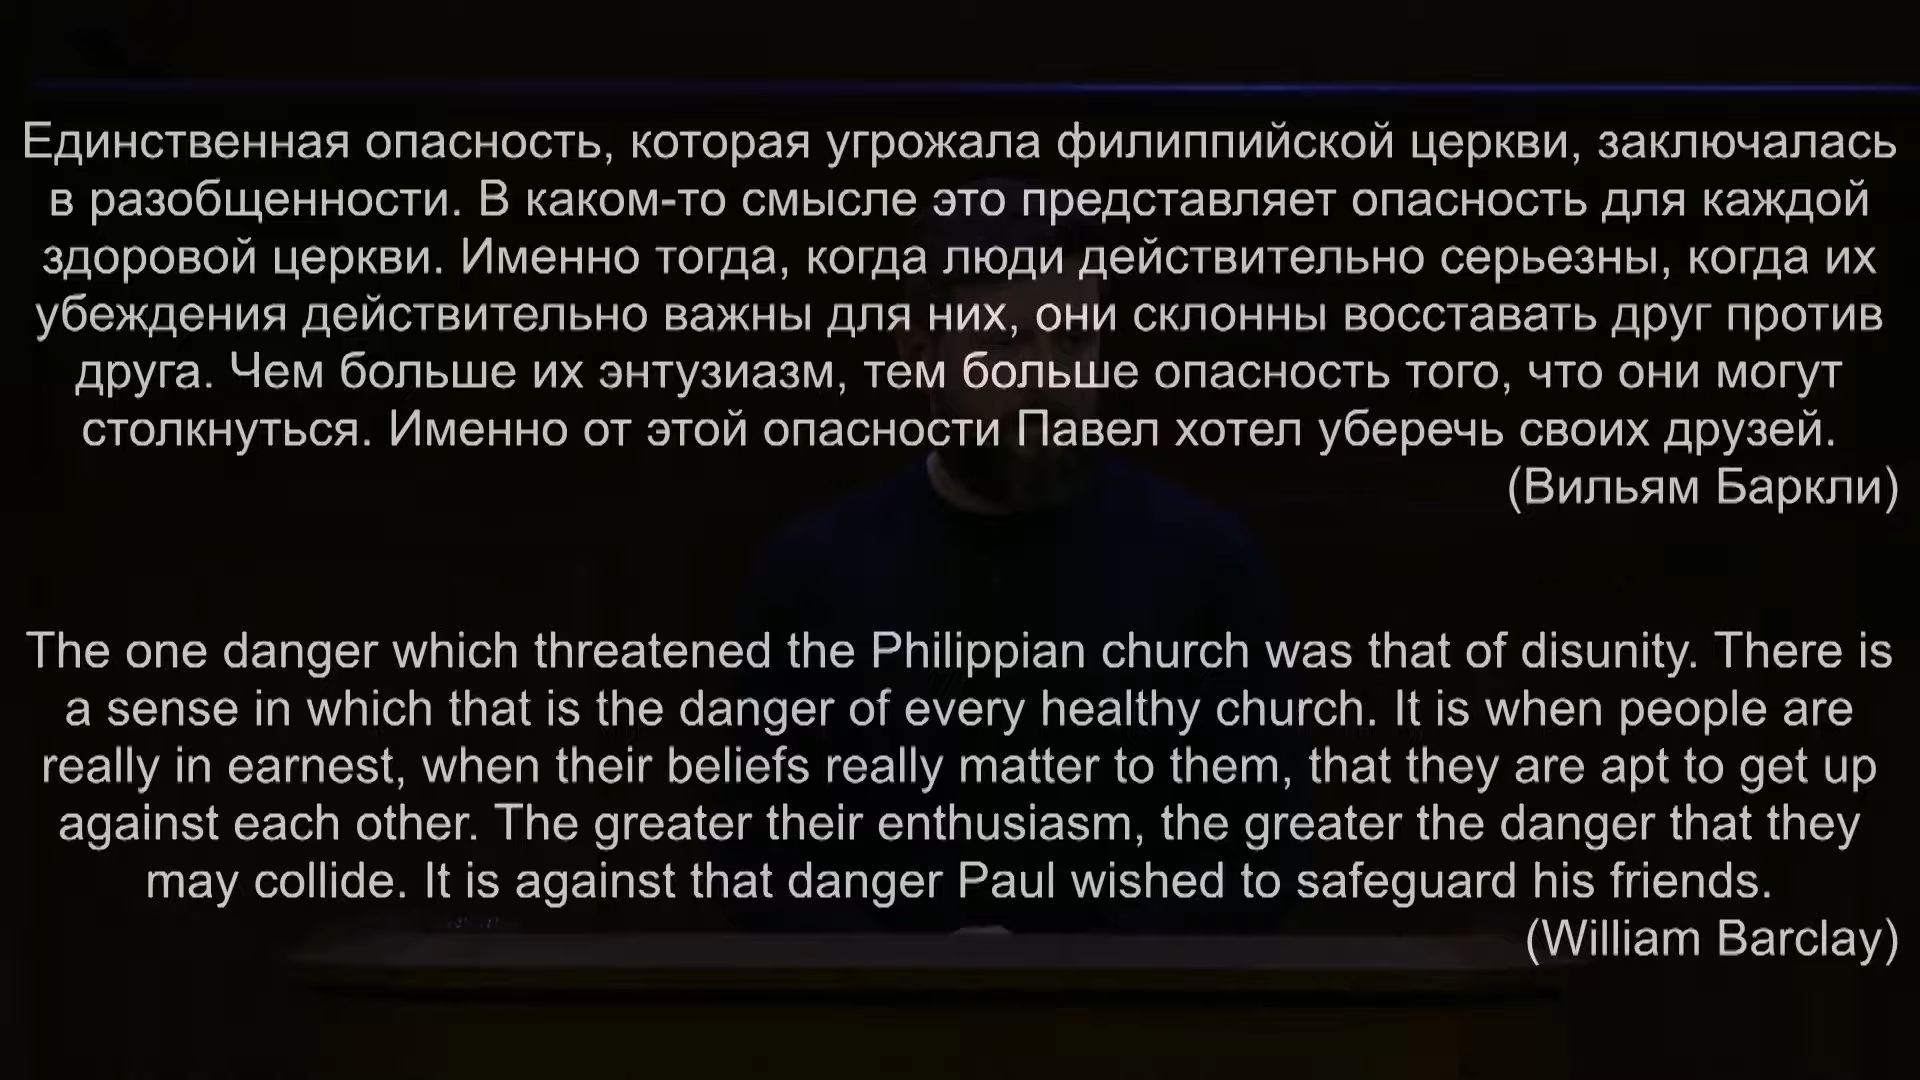 Единственная опасность, которая угрожала филиппийской церкви, заключалась
в разобщенности. В каком-то смысле это представляет опасность для каждой
здоровой церкви. Именно тогда, когда люди действительно серьезны, когда их
убеждения действительно важны для них, они склонны восставать друг против
друга. Чем больше их энтузиазм, тем больше опасность того, что они могут
столкнуться. Именно от этой опасности Павел хотел уберечь своих друзей.
(Вильям Баркли)
The one danger which threatened the Philippian church was that of disunity. There is
a sense in which that is the danger of every healthy church. It is when people are
really in earnest, when their beliefs really matter to them, that they are apt to get up
against each other. The greater their enthusiasm, the greater the danger that they
may collide. It is against that danger Paul wished to safeguard his friends.
(William Barclay)